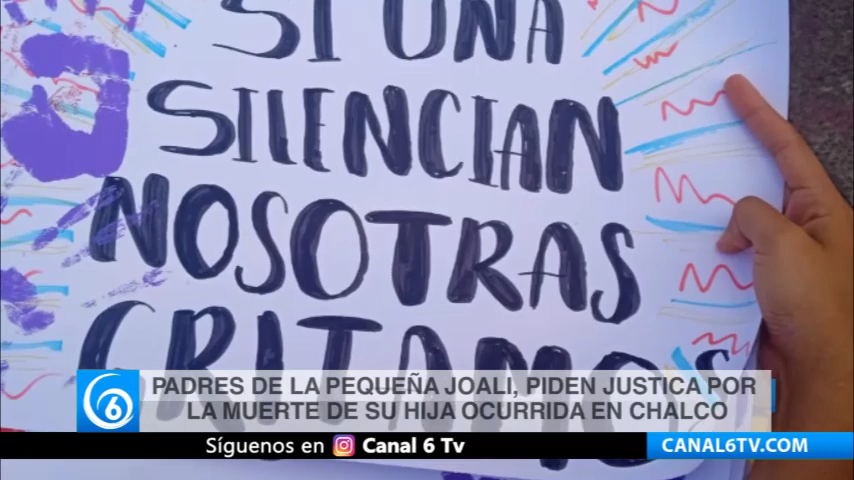 SI UNA
SILENCIAN
NOSOTRAS
GRITAMOS
6
PADRES DE LA PEQUEÑA JOALI, PIDEN JUSTICA POR
LA MUERTE DE SU HIJA OCURRIDA EN CHALCO
Síguenos en Canal 6 Tv
CANAL6TV.COM